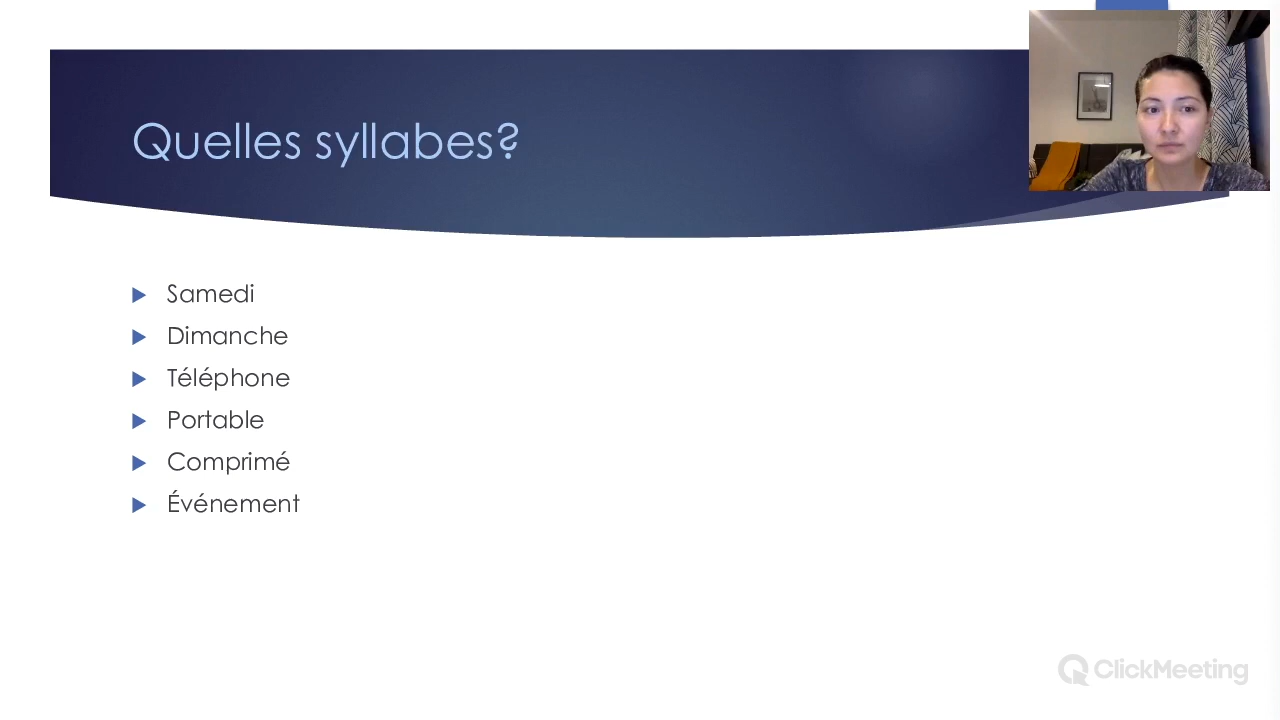 Quelles syllabes?
Samedi
Dimanche
Téléphone
Portable
Comprimé
Événement
ClickMeeting